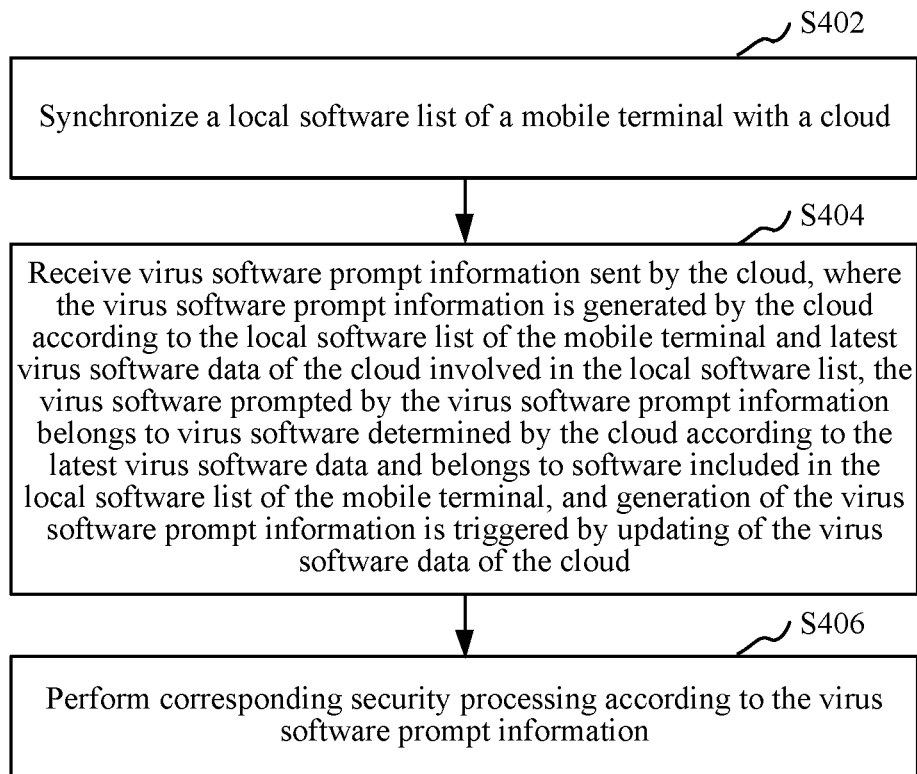 S402
Synchronize a local software list of a mobile terminal with a cloud
S404
Receive virus software prompt information sent by the cloud, where
the virus software prompt information is generated by the cloud
according to the local software list of the mobile terminal and latest
virus software data of the cloud involved in the local software list, the
virus software prompted by the virus software prompt information
belongs to virus software determined by the cloud according to the
latest virus software data and belongs to software included in the
local software list of the mobile terminal, and generation of the virus
software prompt information is triggered by updating of the virus
software data of the cloud
S406
Perform corresponding security processing according to the virus
software prompt information